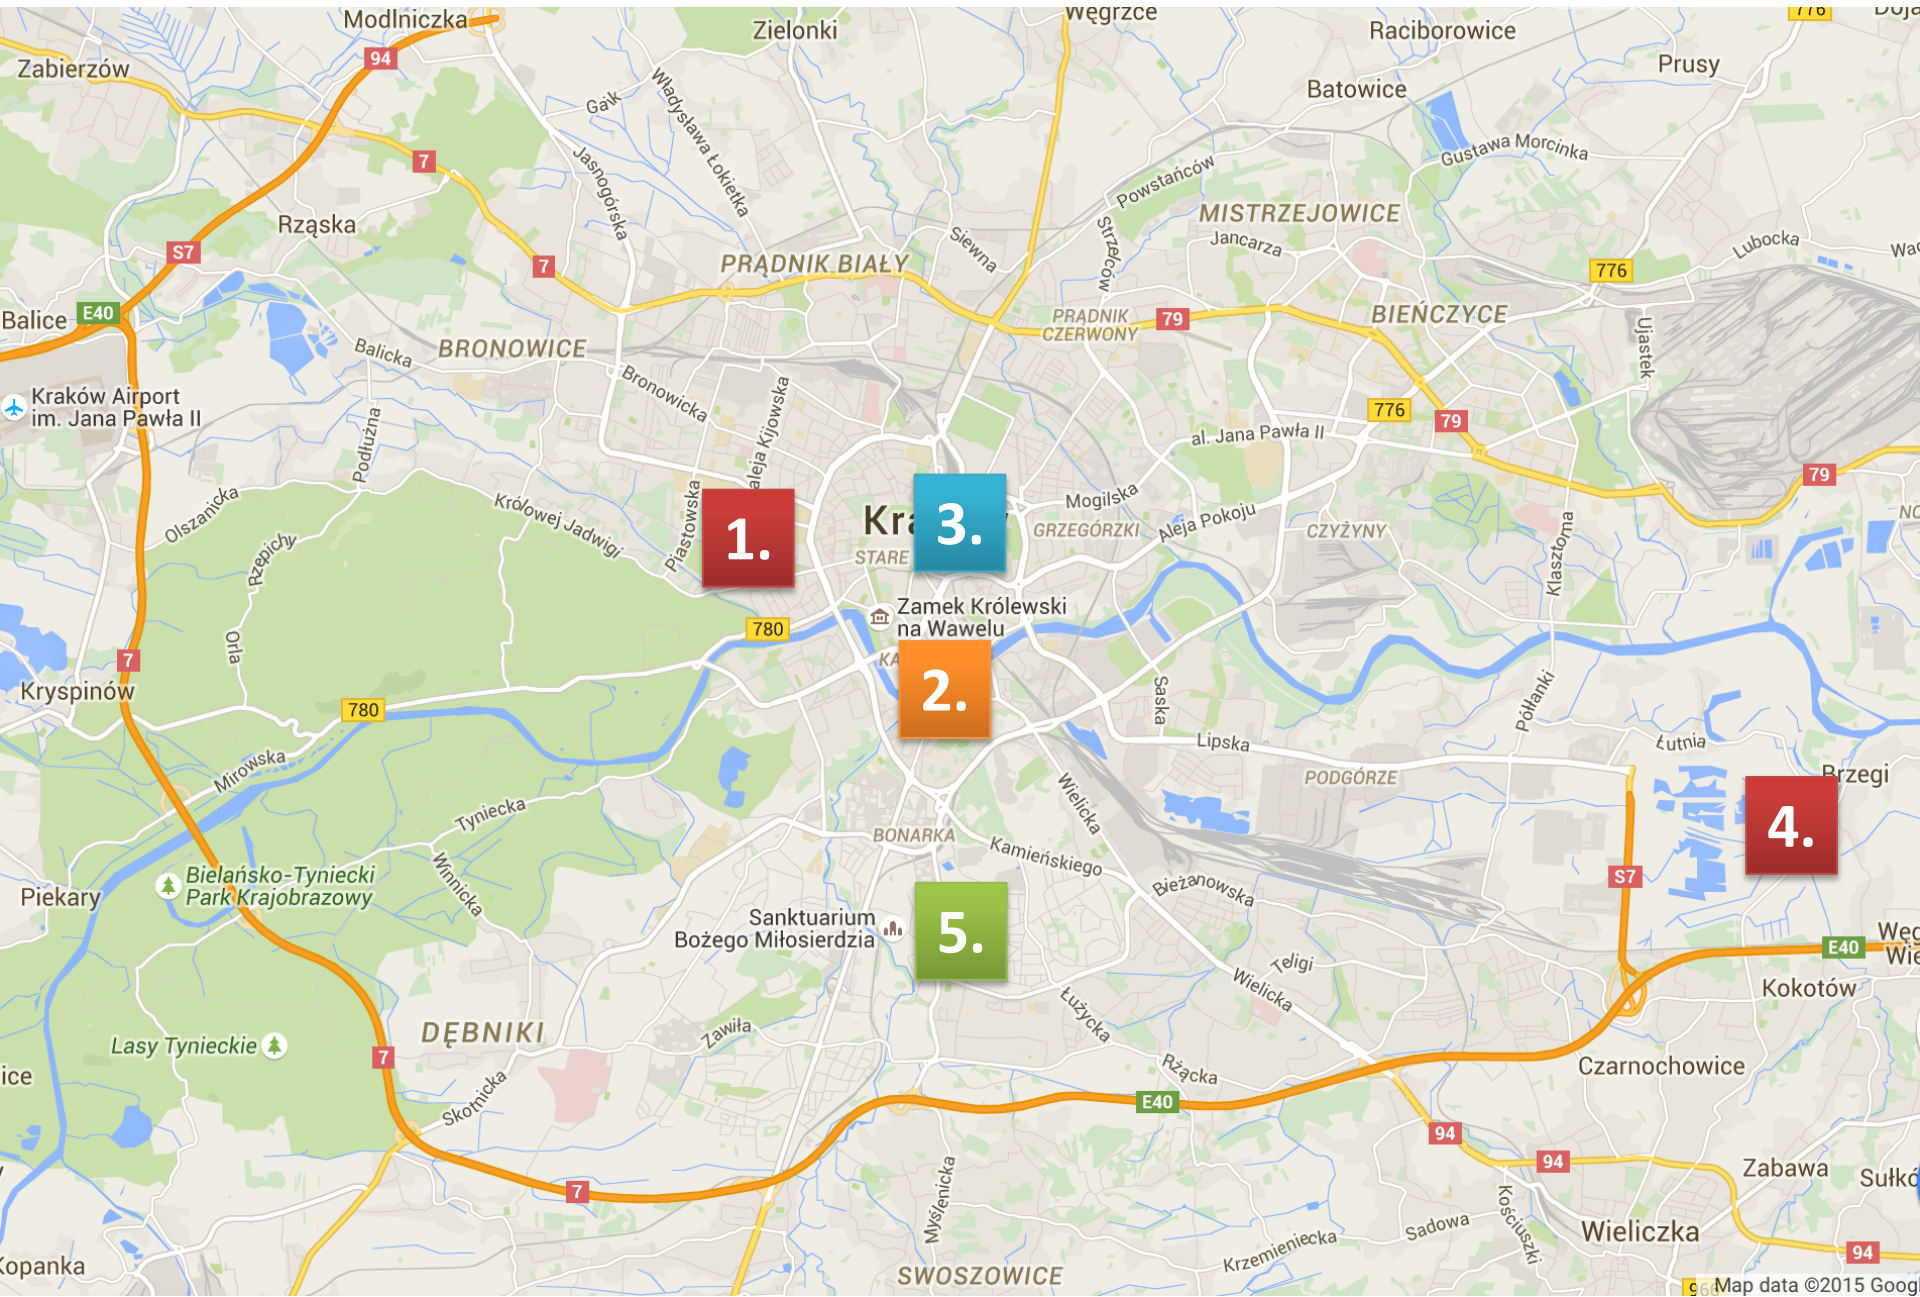 Modlniczka
Zielonki
Węgrzce
Raciborowice
776
94
Zabierzów
Prusy
Batowice
Gaik
Władysława Łokietka
Gustawa Morcinka
7
Jasnogórska
Powstańców
Rząska
MISTRZEJOWICE
Strzelców
Siewna
Jancarza
Lubocka
S7
7
PRĄDNIK BIAŁY
776
Balice
E40
PRĄDNIK
CZERWONY
79
BIEŃCZYCE
Ujastek
Balicka
BRONOWICE
Bronowicka
Kraków Airport
im. Jana Pawła II
Podłużna
aleja Kijowska
776
79
al. Jana Pawła II
79
Olszanicka
Królowej Jadwigi
Piastowska
Mogilska
Aleja Pokoju
1.
Kra
3.
GRZEGÓRZKI
CZYŻYNY
Klasztorna
Rzepichy
STARE
Zamek Królewski
na Wawelu
780
Orla
7
KA
2.
Kryspinów
780
Saska
Półłanki
Mirowska
Lipska
Łutnia
PODGÓRZE
Brzegi
Wielicka
Tyniecka
BONARKA
4.
Kamieńskiego
Winnicka
Bielańsko-Tyniecki
Park Krajobrazowy
Piekary
Bieżanowska
S7
Sanktuarium
Bożego Miłosierdzia
5.
E40
Teligi
Wielicka
Kokotów
DĘBNIKI
Zawiła
Łużycka
Lasy Tynieckie
7
Rżącka
Czarnochowice
Skotnicka
E40
94
94
Zabawa
7
Myślenicka
Kościuszki
Sadowa
Wieliczka
Krzemieniecka
94
SWOSZOWICE
Map data ©2015 Googl